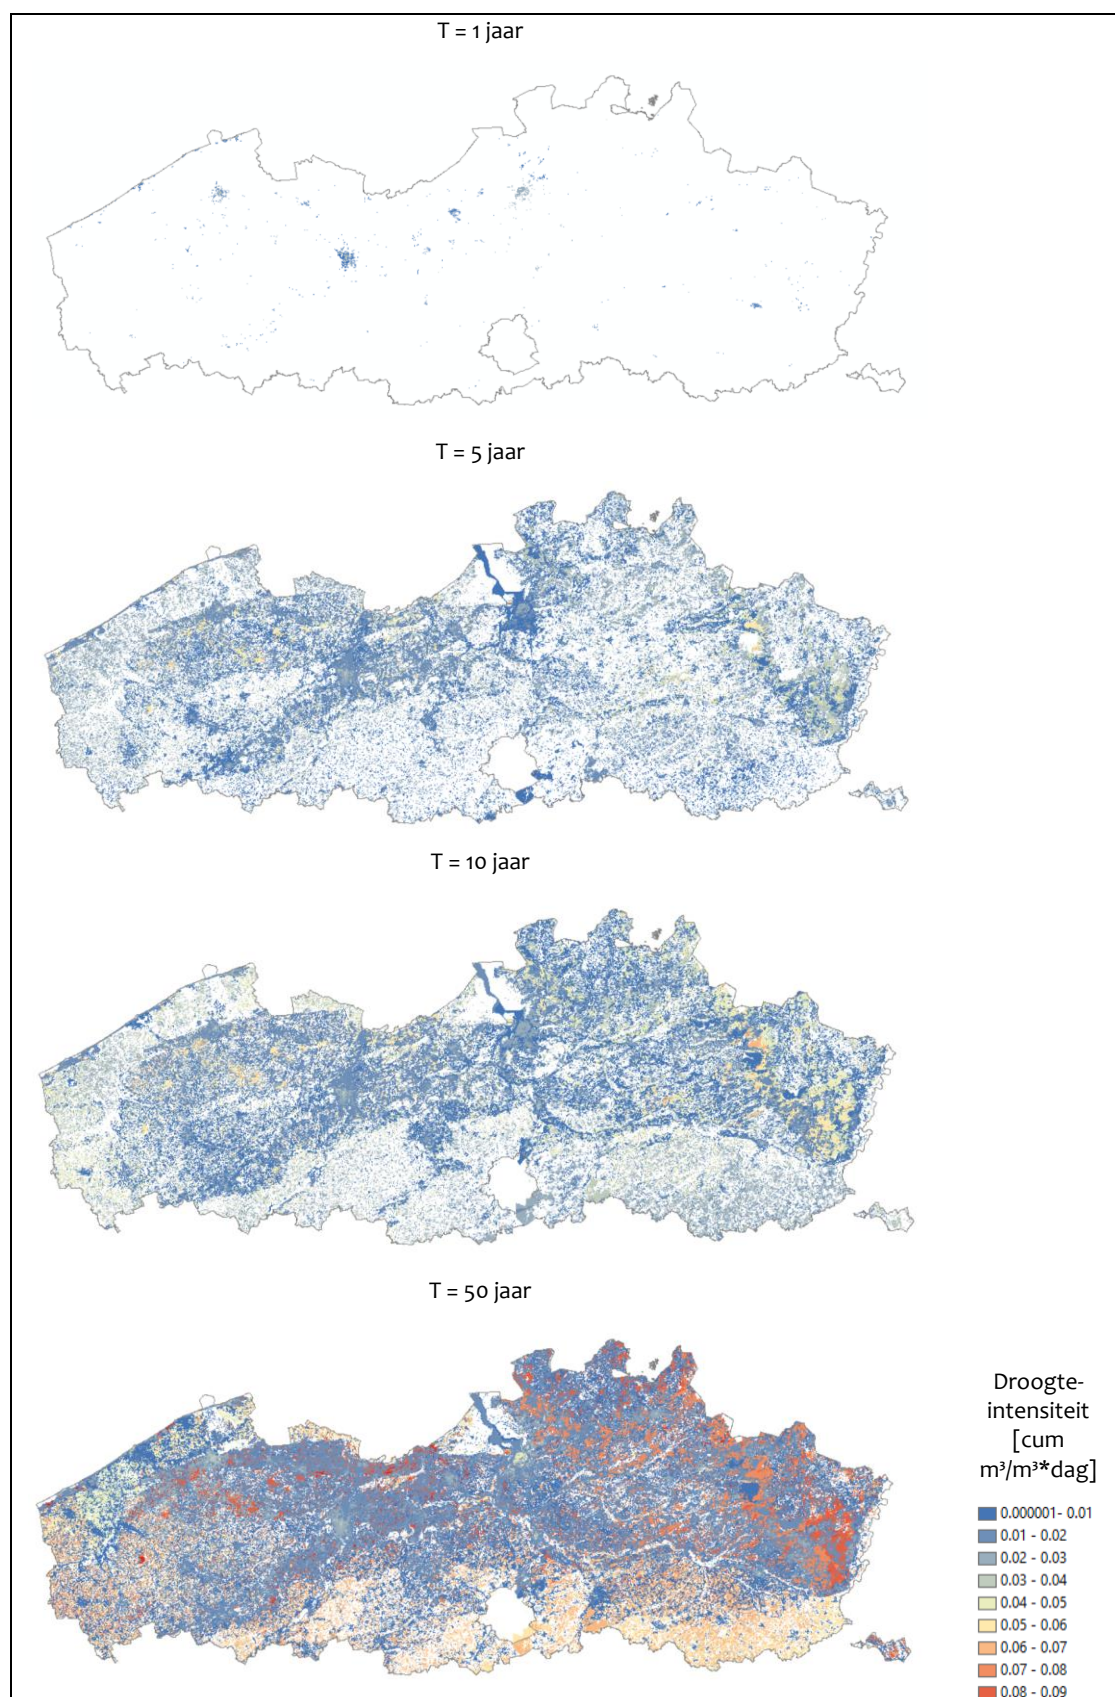 T = 1 jaar
T = 5 jaar
T = 10 jaar
T = 50 jaar
Droogte-
intensiteit
[cum
m³/m³*dag]
0.000001- 0.01
0.01 - 0.02
0.02 - 0.03
0.03 - 0.04
0.04 - 0.05
0.05 - 0.06
0.06 - 0.07
0.07 - 0.08
0.08 - 0.09